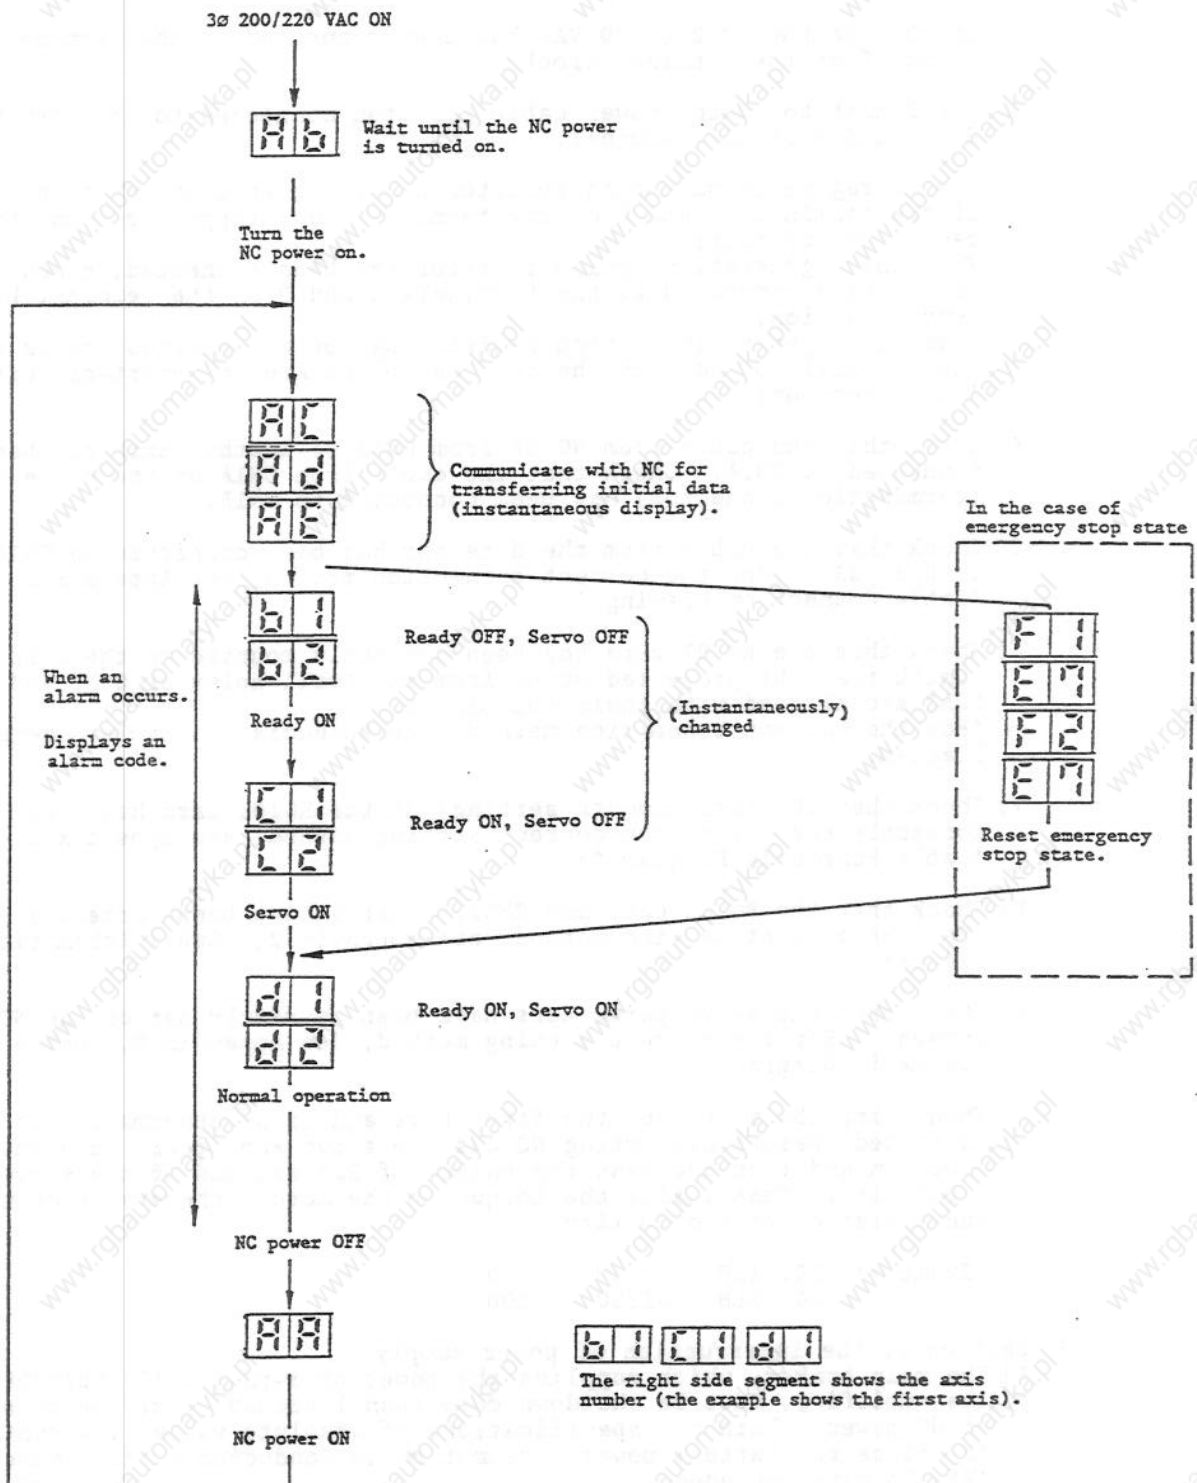 3ø 200/220 VAC ON
Ab
Wait until the NC power
is turned on.
Turn the
NC power on.
AC
Ad
AE
Communicate with NC for
transferring initial data
(instantaneous display).
In the case of
emergency stop state
b1
b2
Ready OFF, Servo OFF
F1
E7
F2
E7
When an
alarm occurs.
Displays an
alarm code.
Ready ON
(Instantaneously)
changed
C1
C2
Ready ON, Servo OFF
Reset emergency
stop state.
Servo ON
d1
d2
Ready ON, Servo ON
Normal operation
NC power OFF
AA
b1 C1 d1
The right side segment shows the axis
number (the example shows the first axis).
NC power ON
www.rgbautomatyka.pl